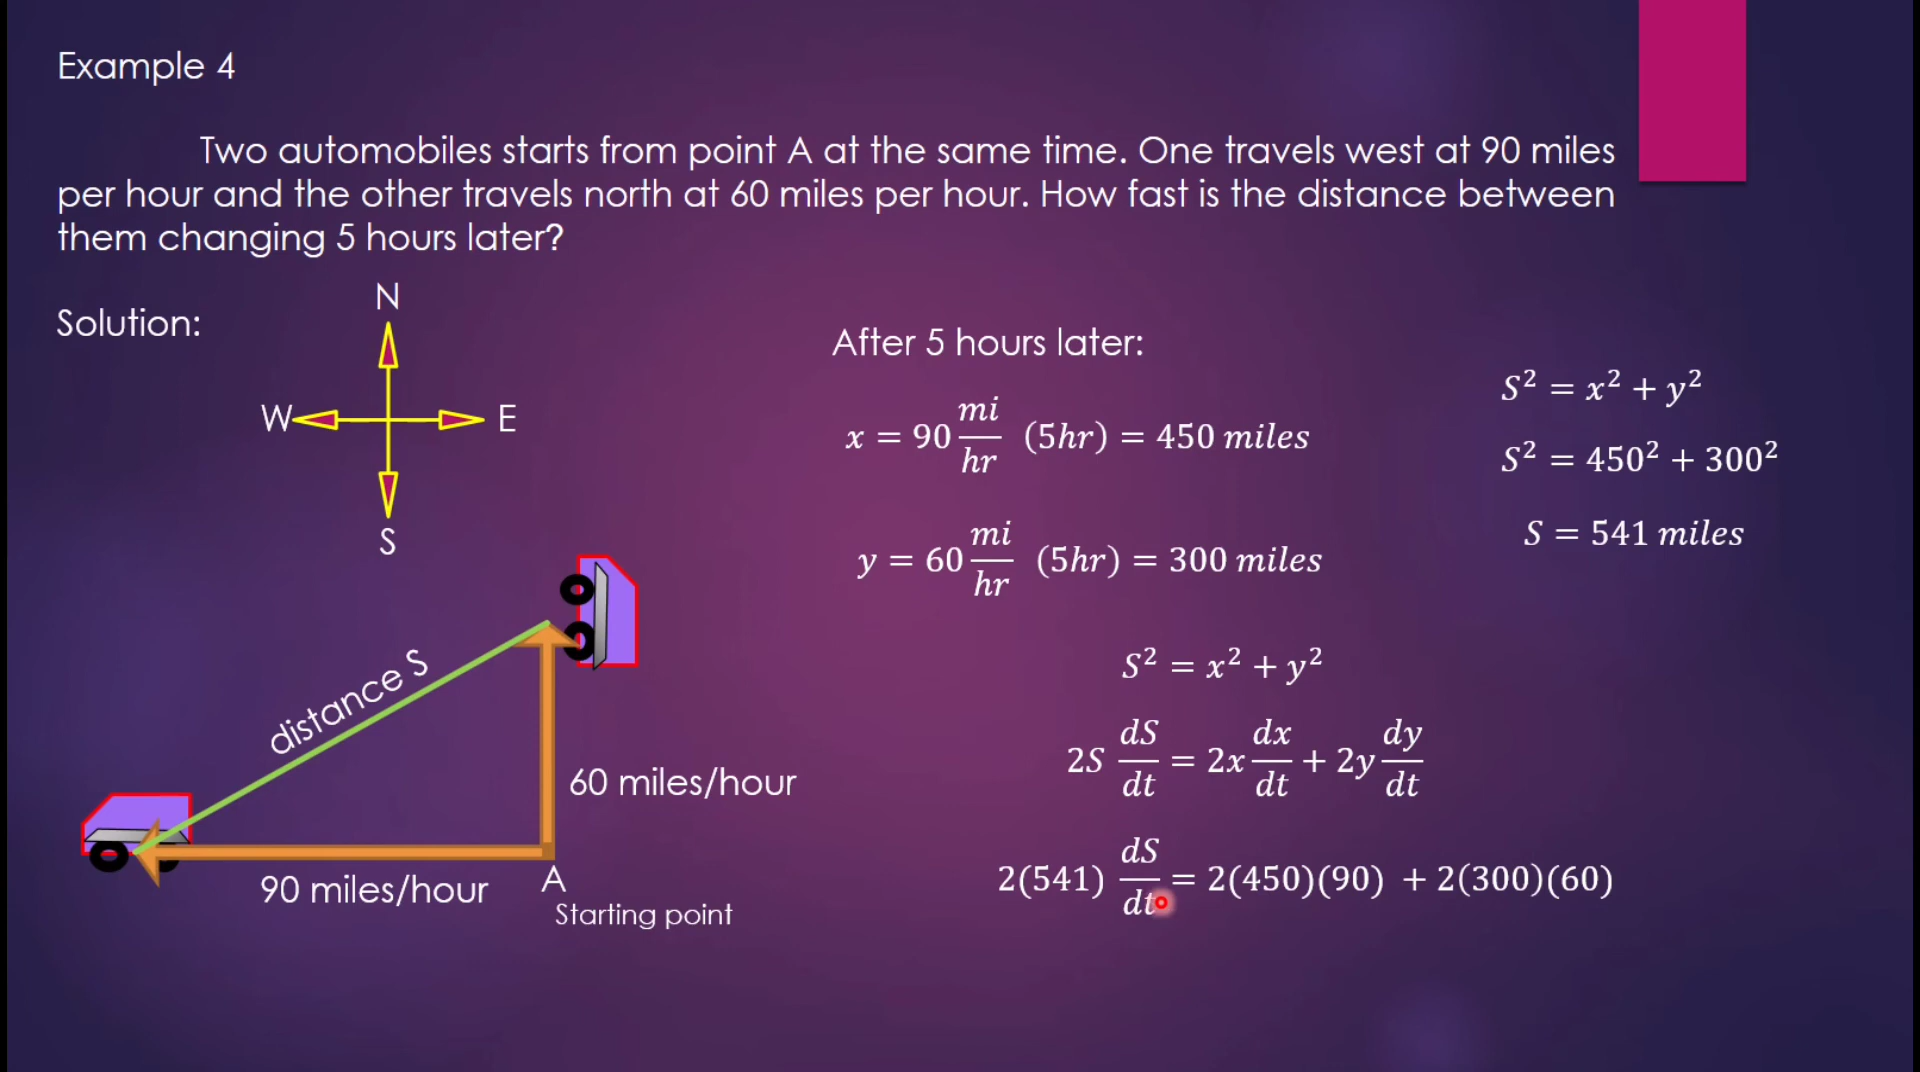 Example 4
Two automobiles starts from point A at the same time. One travels west at 90 miles
per hour and the other travels north at 60 miles per hour. How fast is the distance between
them changing 5 hours later?
Solution:
N
W E
S
distance S
60 miles/hour
90 miles/hour
A
Starting point
After 5 hours later:
x = 90 mi/hr (5hr) = 450 miles
y = 60 mi/hr (5hr) = 300 miles
S² = x² + y²
S² = 450² + 300²
S = 541 miles
S² = x² + y²
2S dS/dt = 2x dx/dt + 2y dy/dt
2(541) dS/dt = 2(450)(90) + 2(300)(60)